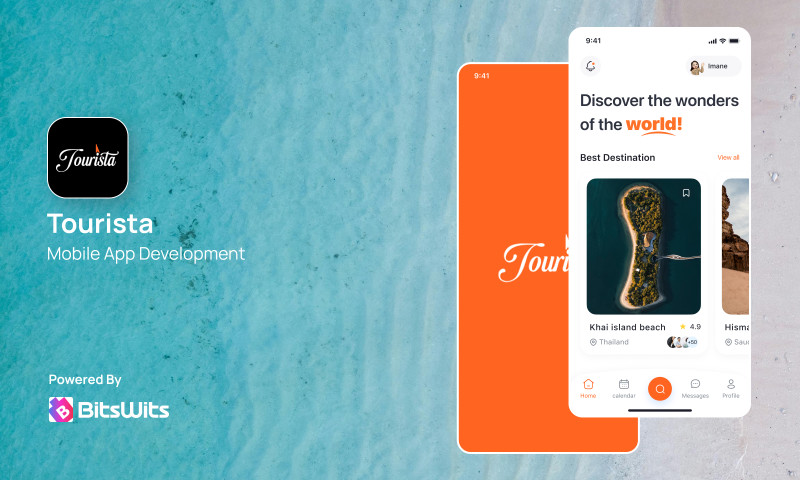 Tourista
Tourista
Mobile App Development
Powered By
BitsWits
9:41
Touri
9:41
Imane
Discover the wonders
of the world!
Best Destination
View all
Khai island beach
4.9
Thailand
+50
Hisma
Sau
Home
calendar
Messages
Profile